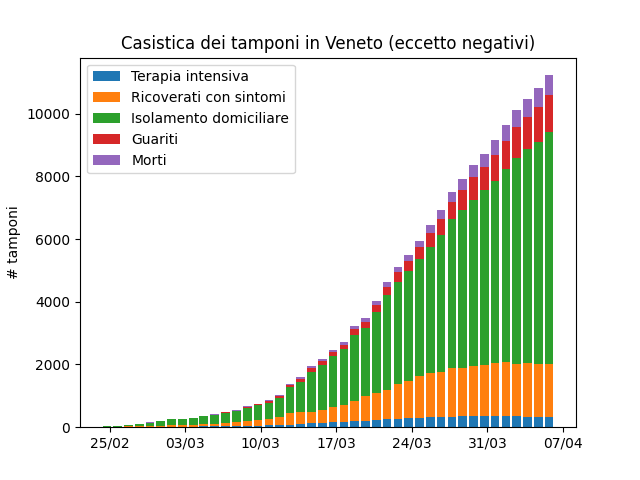 Casistica dei tamponi in Veneto (eccetto negativi)
Terapia intensiva
Ricoverati con sintomi
Isolamento domiciliare
Guariti
Morti
# tamponi
10000
8000
6000
4000
2000
0
25/02 03/03 10/03 17/03 24/03 31/03 07/04